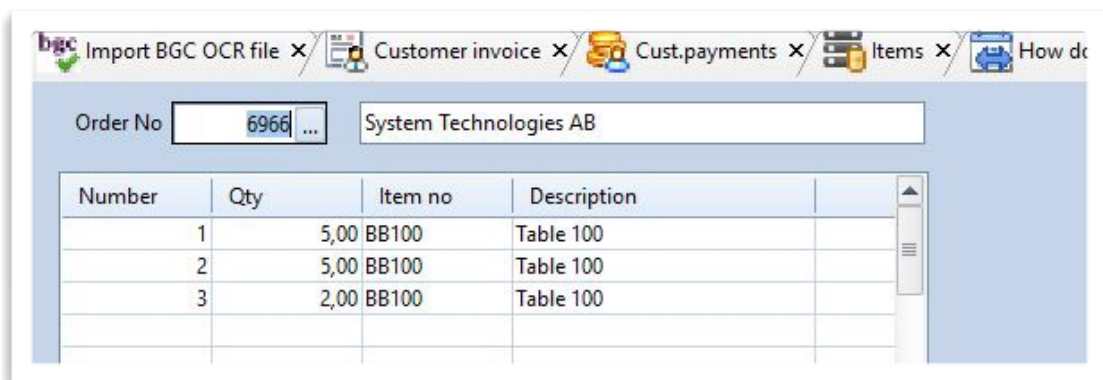 bgc Import BGC OCR file Customer invoice Cust.payments Items How do
Order No 6966 ... System Technologies AB
Number Qty Item no Description
1 5,00 BB100 Table 100
2 5,00 BB100 Table 100
3 2,00 BB100 Table 100